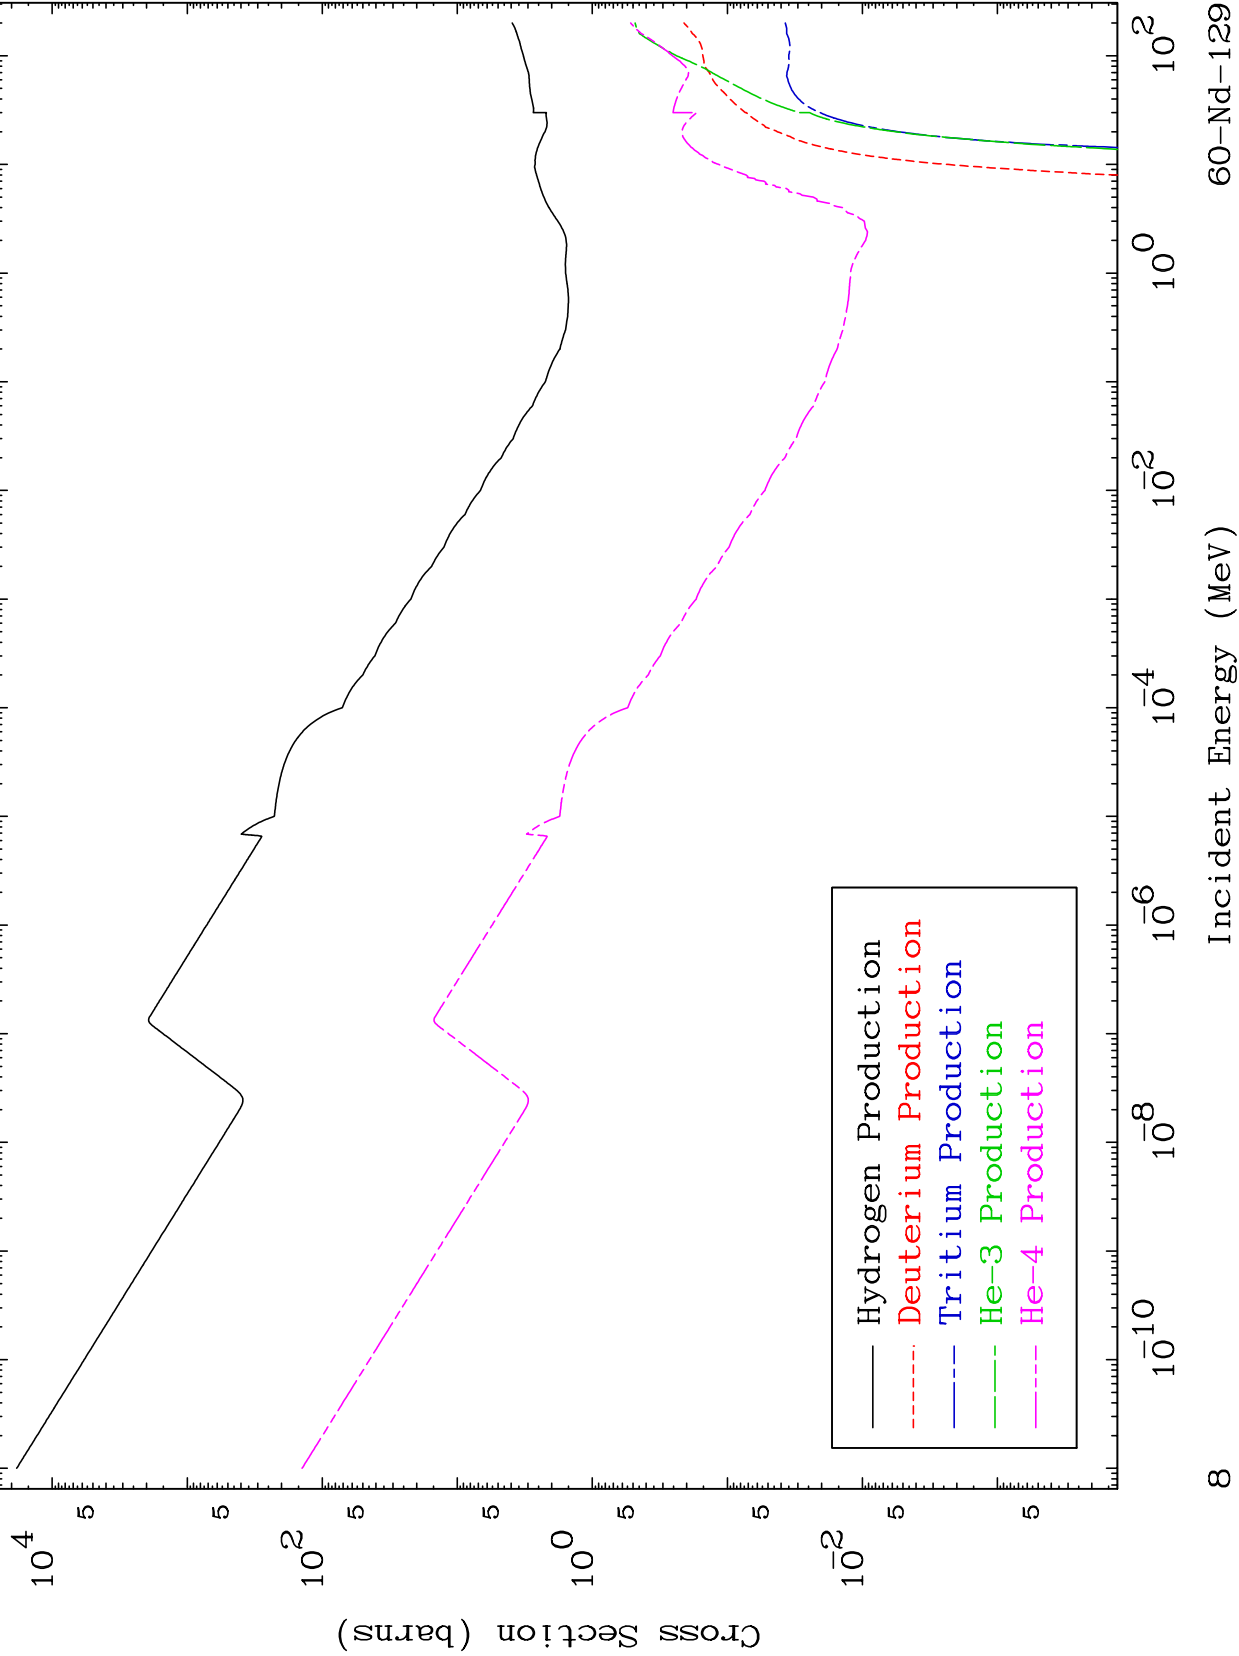 Cross Section (barns)
10^4
5
5
10^2
5
5
10^0
5
5
10^-2
5
5
Hydrogen Production
Deuterium Production
Tritium Production
He-3 Production
He-4 Production
10^-10
10^-8
10^-6
10^-4
10^-2
10^0
10^2
Incident Energy (MeV)
8
60-Nd-129